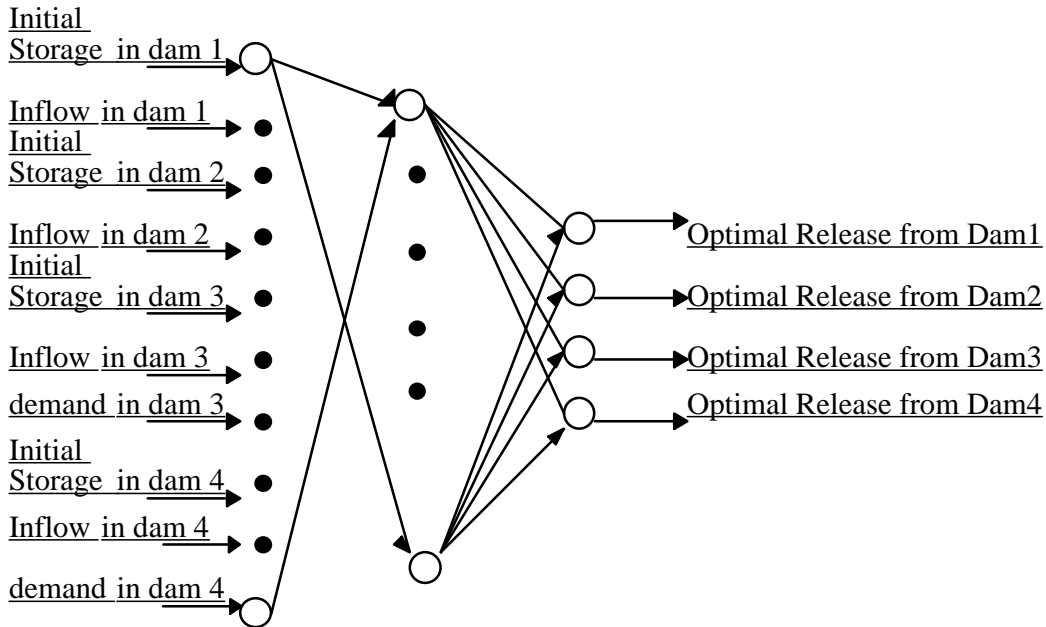 Initial
Storage in dam 1
Inflow in dam 1
Initial
Storage in dam 2
Inflow in dam 2
Initial
Storage in dam 3
Inflow in dam 3
demand in dam 3
Initial
Storage in dam 4
Inflow in dam 4
demand in dam 4
Optimal Release from Dam1
Optimal Release from Dam2
Optimal Release from Dam3
Optimal Release from Dam4